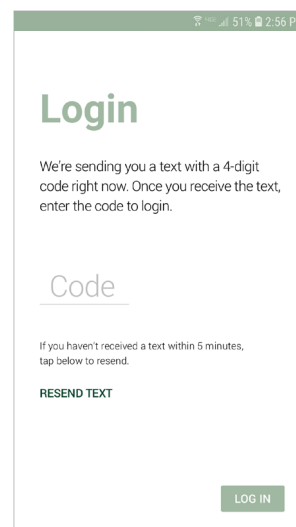 51% 2:56 P
Login
We're sending you a text with a 4-digit
code right now. Once you receive the text,
enter the code to login.
Code
If you haven't received a text within 5 minutes,
tap below to resend.
RESEND TEXT
LOG IN